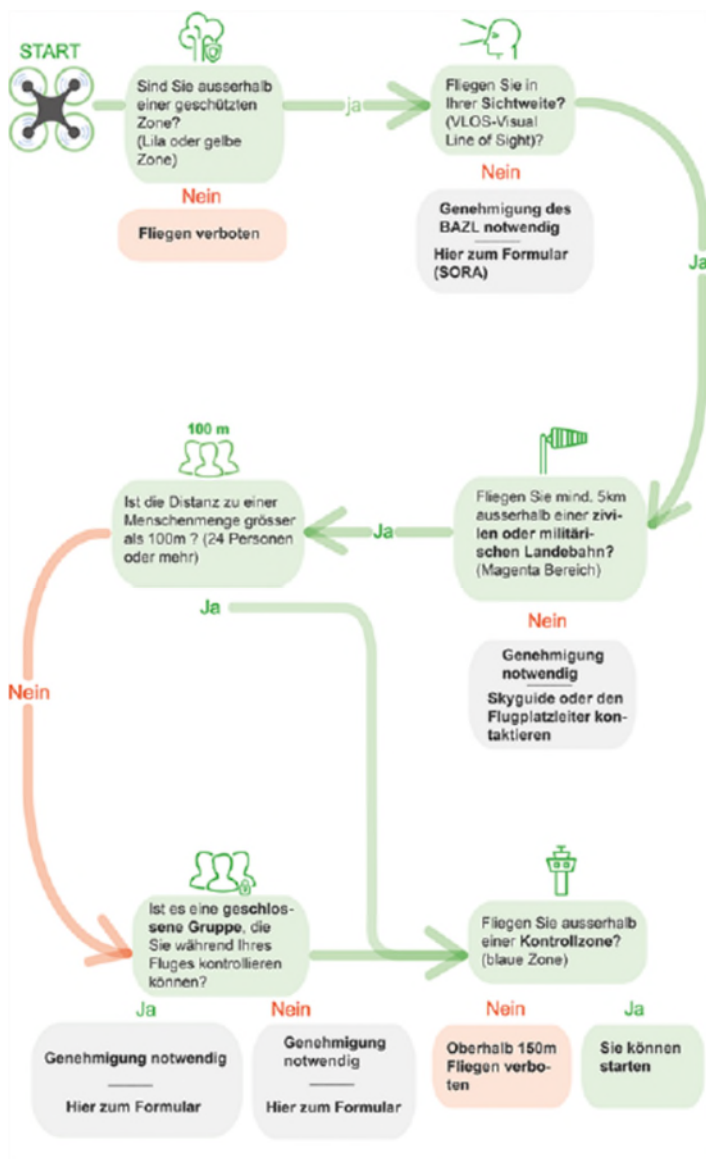 START
Sind Sie ausserhalb
einer geschützten
Zone?
(Lila oder gelbe
Zone)
ja
Nein
Fliegen verboten
Fliegen Sie in
Ihrer Sichtweite?
(VLOS-Visual
Line of Sight)?
Nein
Genehmigung des
BAZL notwendig
Hier zum Formular
(SORA)
Ja
Fliegen Sie mind. 5km
ausserhalb einer zivi-
len oder militäri-
schen Landebahn?
(Magenta Bereich)
Nein
Genehmigung
notwendig
Skyguide oder den
Flugplatzleiter kon-
taktieren
Ja
100 m
Ist die Distanz zu einer
Menschenmenge grösser
als 100m ? (24 Personen
oder mehr)
Ja
Nein
Ist es eine geschlos-
sene Gruppe, die
Sie während Ihres
Fluges kontrollieren
können?
Ja
Genehmigung notwendig
Hier zum Formular
Nein
Genehmigung
notwendig
Hier zum Formular
Fliegen Sie ausserhalb
einer Kontrollzone?
(blaue Zone)
Nein
Oberhalb 150m
Fliegen verbo-
ten
Ja
Sie können
starten